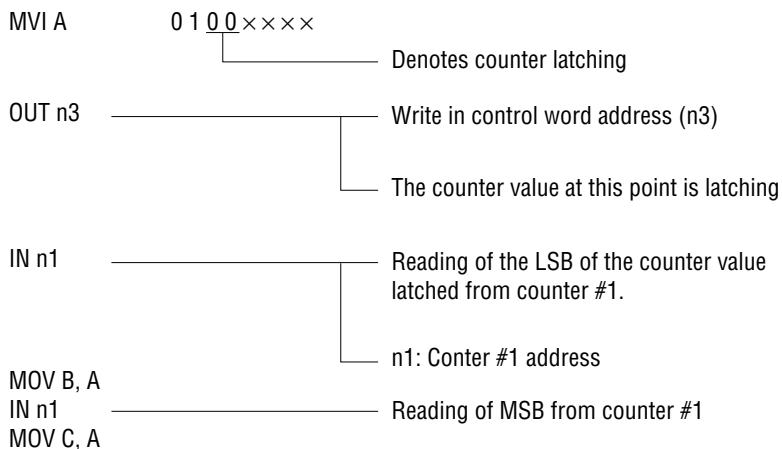 MVI A 0 1 0 0 × × × ×
Denotes counter latching
OUT n3 Write in control word address (n3)
The counter value at this point is latching
IN n1 Reading of the LSB of the counter value
latched from counter #1.
n1: Conter #1 address
MOV B, A
IN n1 Reading of MSB from counter #1
MOV C, A